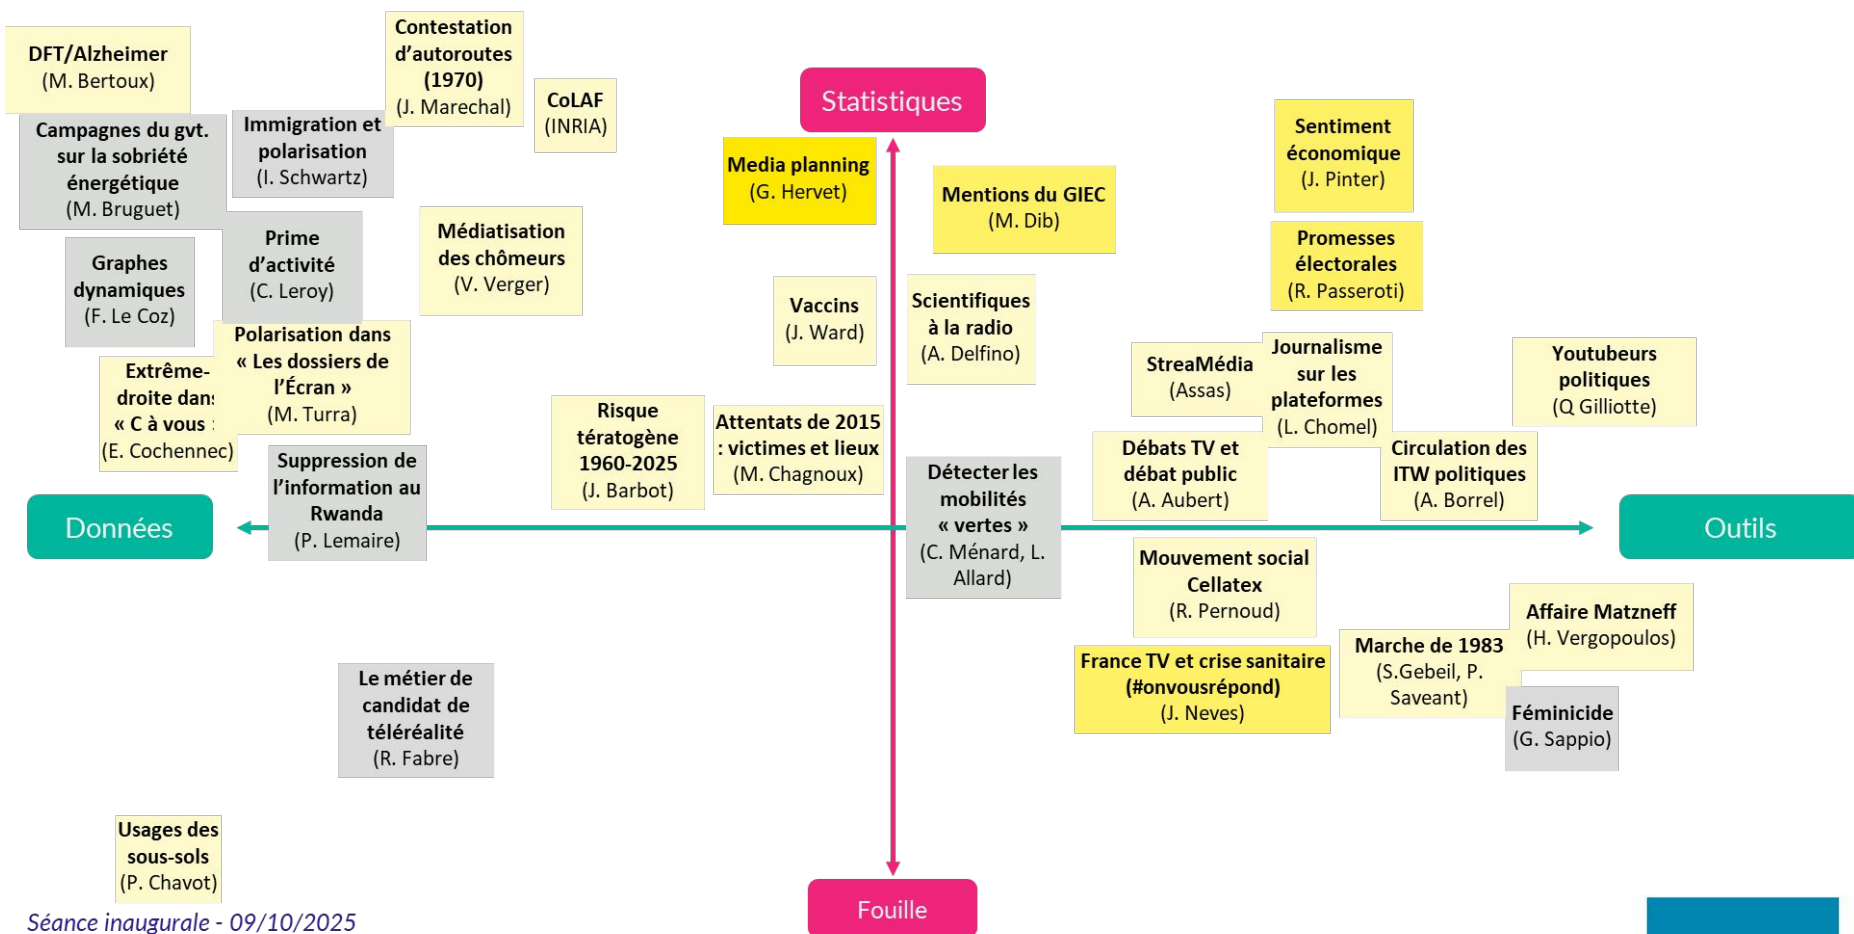 DFT/Alzheimer
(M. Bertoux)
Contestation
d’autoroutes
(1970)
(J. Marechal)
CoLAF
(INRIA)
Campagnes du gvt.
sur la sobriété
énergétique
(M. Bruguet)
Immigration et
polarisation
(I. Schwartz)
Statistiques
Media planning
(G. Hervet)
Mentions du GIEC
(M. Dib)
Sentiment
économique
(J. Pinter)
Graphes
dynamiques
(F. Le Coz)
Prime
d’activité
(C. Leroy)
Médiatisation
des chômeurs
(V. Verger)
Promesses
électorales
(R. Passeroti)
Vaccins
(J. Ward)
Scientifiques
à la radio
(A. Delfino)
Extrême-
droite dans
« C à vous :
(E. Cochennec)
Polarisation dans
« Les dossiers de
l’Écran »
(M. Turra)
StreaMédia
(Assas)
Journalisme
sur les
plateformes
(L. Chomel)
Youtubeurs
politiques
(Q Gilliotte)
Risque
tératogène
1960-2025
(J. Barbot)
Attentats de 2015
: victimes et lieux
(M. Chagnoux)
Débats TV et
débat public
(A. Aubert)
Circulation des
ITW politiques
(A. Borrel)
Suppression de
l’information au
Rwanda
(P. Lemaire)
Détecter les
mobilités
« vertes »
(C. Ménard, L.
Allard)
Données
Outils
Mouvement social
Cellatex
(R. Pernoud)
Affaire Matzneff
(H. Vergopoulos)
France TV et crise sanitaire
(#onvousrépond)
(J. Neves)
Marche de 1983
(S.Gebeil, P.
Saveant)
Féminicide
(G. Sappio)
Le métier de
candidat de
téléréalité
(R. Fabre)
Usages des
sous-sols
(P. Chavot)
Fouille
Séance inaugurale - 09/10/2025